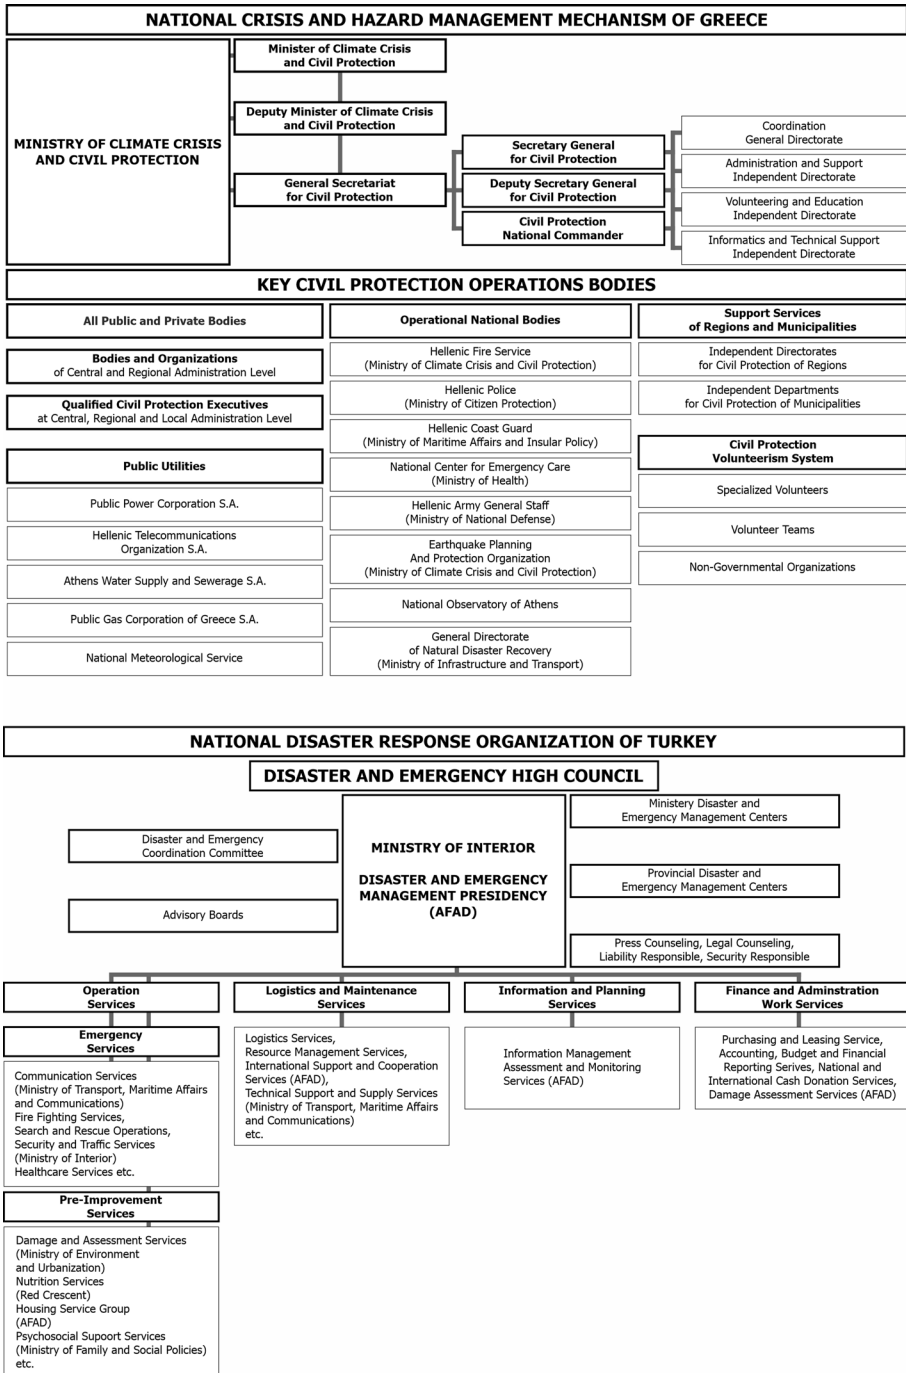 NATIONAL CRISIS AND HAZARD MANAGEMENT MECHANISM OF GREECE
MINISTRY OF CLIMATE CRISIS
AND CIVIL PROTECTION
Minister of Climate Crisis
and Civil Protection
Deputy Minister of Climate Crisis
and Civil Protection
General Secretariat
for Civil Protection
Secretary General
for Civil Protection
Deputy Secretary General
for Civil Protection
Civil Protection
National Commander
Coordination
General Directorate
Administration and Support
Independent Directorate
Volunteering and Education
Independent Directorate
Informatics and Technical Support
Independent Directorate
KEY CIVIL PROTECTION OPERATIONS BODIES
All Public and Private Bodies
Bodies and Organizations
of Central and Regional Administration Level
Qualified Civil Protection Executives
at Central, Regional and Local Administration Level
Public Utilities
Public Power Corporation S.A.
Hellenic Telecommunications
Organization S.A.
Athens Water Supply and Sewerage S.A.
Public Gas Corporation of Greece S.A.
National Meteorological Service
Operational National Bodies
Hellenic Fire Service
(Ministry of Climate Crisis and Civil Protection)
Hellenic Police
(Ministry of Citizen Protection)
Hellenic Coast Guard
(Ministry of Maritime Affairs and Insular Policy)
National Center for Emergency Care
(Ministry of Health)
Hellenic Army General Staff
(Ministry of National Defense)
Earthquake Planning
And Protection Organization
(Ministry of Climate Crisis and Civil Protection)
National Observatory of Athens
General Directorate
of Natural Disaster Recovery
(Ministry of Infrastructure and Transport)
Support Services
of Regions and Municipalities
Independent Directorates
for Civil Protection of Regions
Independent Departments
for Civil Protection of Municipalities
Civil Protection
Volunteerism System
Specialized Volunteers
Volunteer Teams
Non-Governmental Organizations
NATIONAL DISASTER RESPONSE ORGANIZATION OF TURKEY
DISASTER AND EMERGENCY HIGH COUNCIL
Disaster and Emergency
Coordination Committee
Advisory Boards
MINISTRY OF INTERIOR
DISASTER AND EMERGENCY
MANAGEMENT PRESIDENCY
(AFAD)
Ministery Disaster and
Emergency Management Centers
Provincial Disaster and
Emergency Management Centers
Press Counseling, Legal Counseling,
Liability Responsible, Security Responsible
Operation
Services
Emergency
Services
Communication Services
(Ministry of Transport, Maritime Affairs
and Communications)
Fire Fighting Services,
Search and Rescue Operations,
Security and Traffic Services
(Ministry of Interior)
Healthcare Services etc.
Pre-Improvement
Services
Damage and Assessment Services
(Ministry of Environment
and Urbanization)
Nutrition Services
(Red Crescent)
Housing Service Group
(AFAD)
Psychosocial Supoort Services
(Ministry of Family and Social Policies)
etc.
Logistics and Maintenance
Services
Logistics Services,
Resource Management Services,
International Support and Cooperation
Services (AFAD),
Technical Support and Supply Services
(Ministry of Transport, Maritime Affairs
and Communications)
etc.
Information and Planning
Services
Information Management
Assessment and Monitoring
Services (AFAD)
Finance and Adminstration
Work Services
Purchasing and Leasing Service,
Accounting, Budget and Financial
Reporting Serives, National and
International Cash Donation Services,
Damage Assessment Services (AFAD)